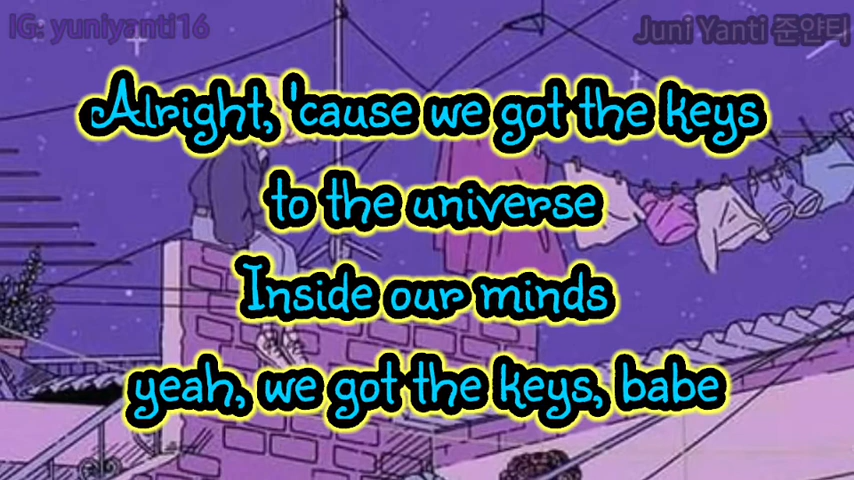 IG: yuniyanti16
Juni Yanti 준얀티
Alright, 'cause we got the keys
to the universe
Inside our minds
yeah, we got the keys, babe